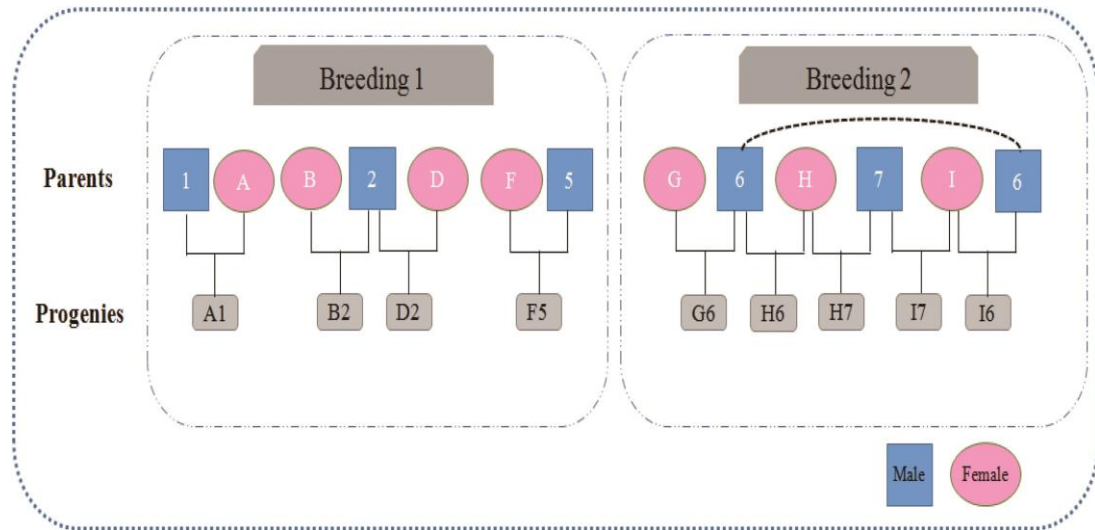 Breeding 1
Breeding 2
Parents
1 A B 2 D F 5 G 6 H 7 I 6
Progenies
A1 B2 D2 F5 G6 H6 H7 I7 I6
Male
Female